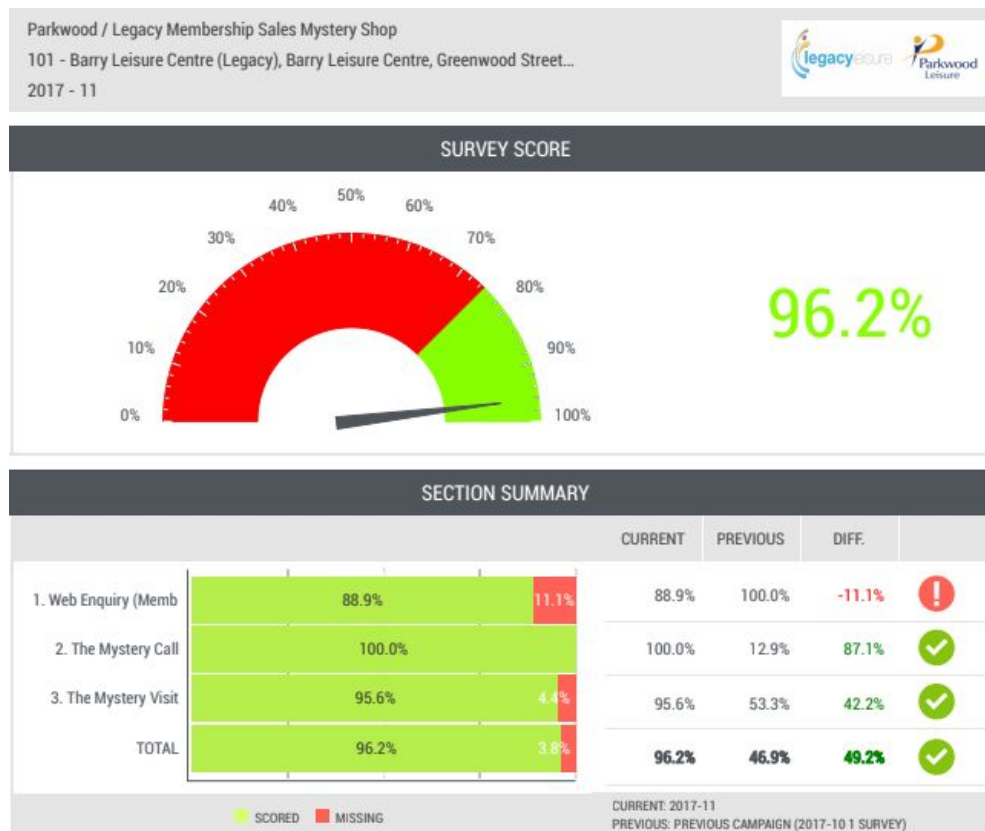 Parkwood / Legacy Membership Sales Mystery Shop
101 - Barry Leisure Centre (Legacy), Barry Leisure Centre, Greenwood Street...
2017 - 11
legacyleisure
Parkwood
Leisure
SURVEY SCORE
0%
10%
20%
30%
40%
50%
60%
70%
80%
90%
100%
96.2%
SECTION SUMMARY
CURRENT PREVIOUS DIFF.
1. Web Enquiry (Memb 88.9% 11.1% 88.9% 100.0% -11.1%
2. The Mystery Call 100.0% 100.0% 12.9% 87.1%
3. The Mystery Visit 95.6% 4.4% 95.6% 53.3% 42.2%
TOTAL 96.2% 3.8% 96.2% 46.9% 49.2%
SCORED MISSING
CURRENT: 2017-11
PREVIOUS: PREVIOUS CAMPAIGN (2017-10 1 SURVEY)